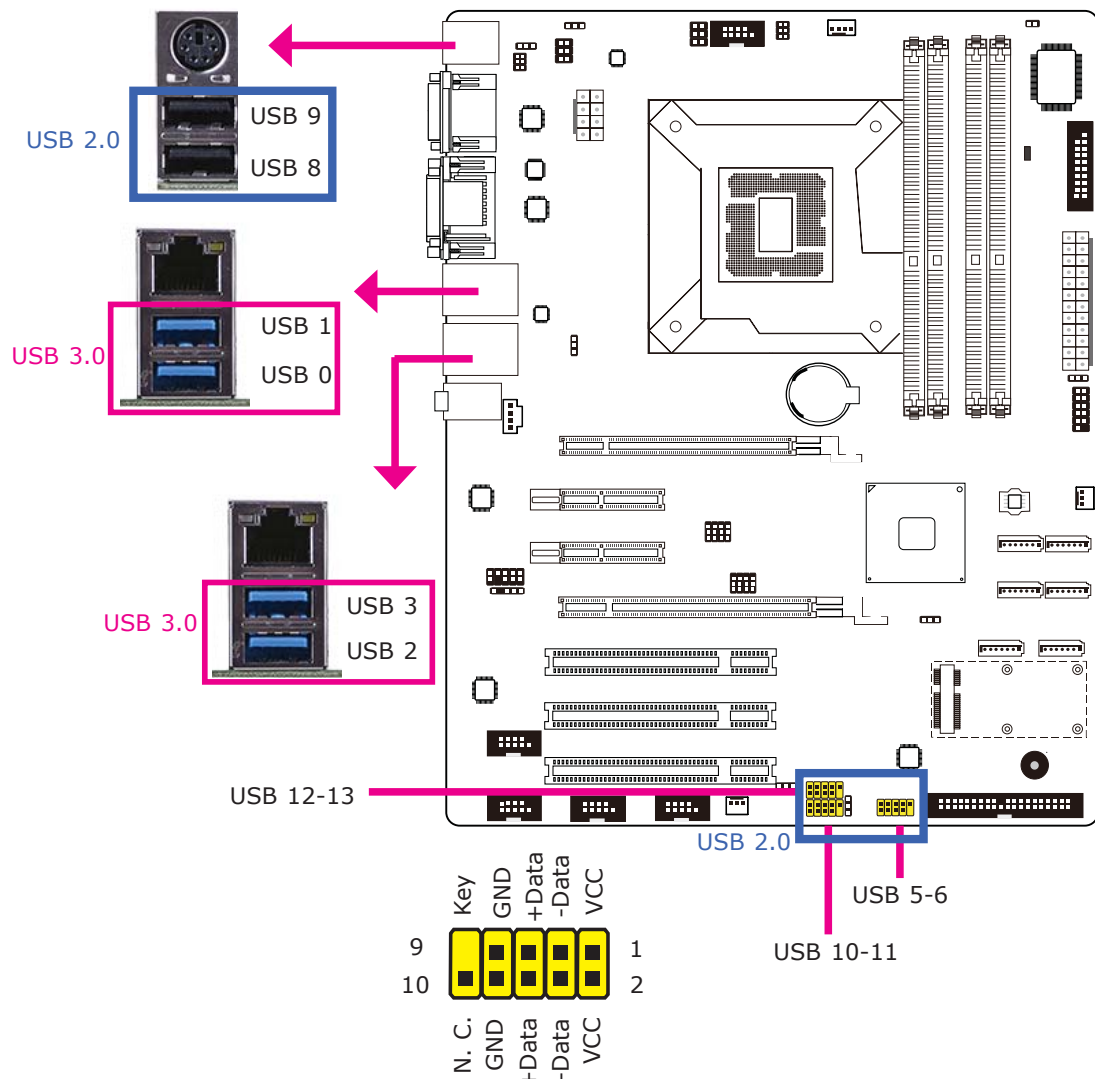 USB 9
USB 2.0
USB 8
USB 1
USB 3.0
USB 0
USB 3
USB 3.0
USB 2
USB 12-13
USB 2.0
USB 5-6
USB 10-11
Key
GND
+Data
-Data
VCC
9
1
10
2
N. C.
GND
+Data
-Data
VCC